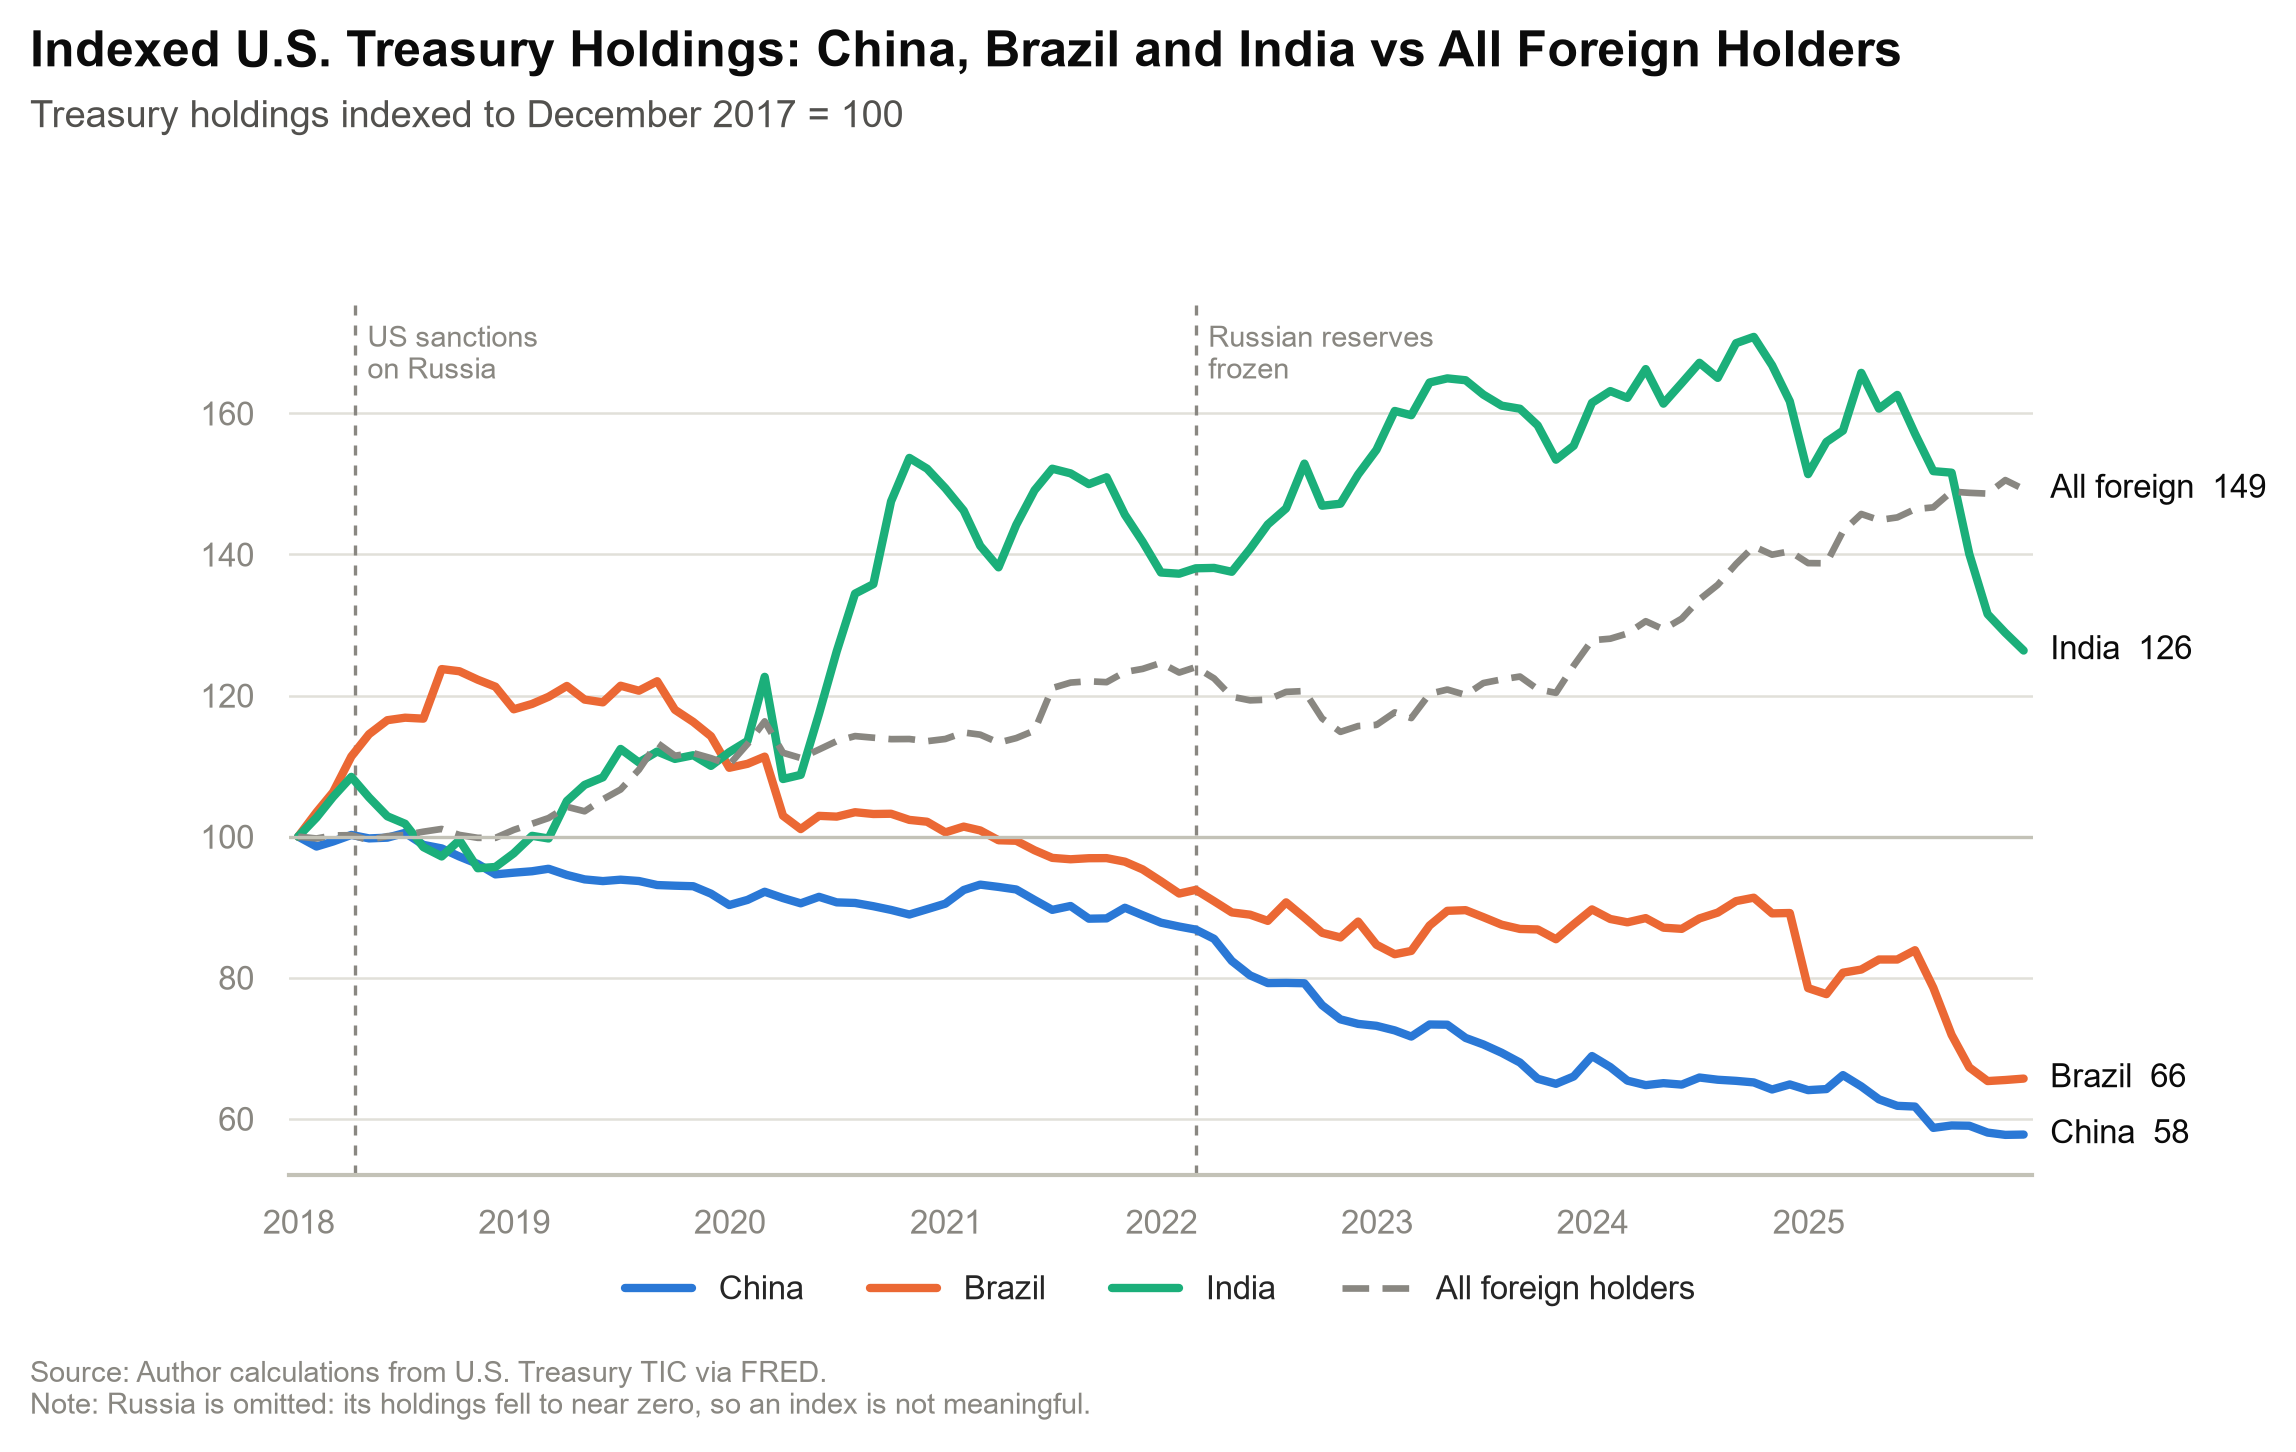 Indexed U.S. Treasury Holdings: China, Brazil and India vs All Foreign Holders
Treasury holdings indexed to December 2017 = 100
US sanctions
on Russia
Russian reserves
frozen
160
140
120
100
80
60
All foreign 149
India 126
Brazil 66
China 58
2018 2019 2020 2021 2022 2023 2024 2025
China Brazil India All foreign holders
Source: Author calculations from U.S. Treasury TIC via FRED.
Note: Russia is omitted: its holdings fell to near zero, so an index is not meaningful.